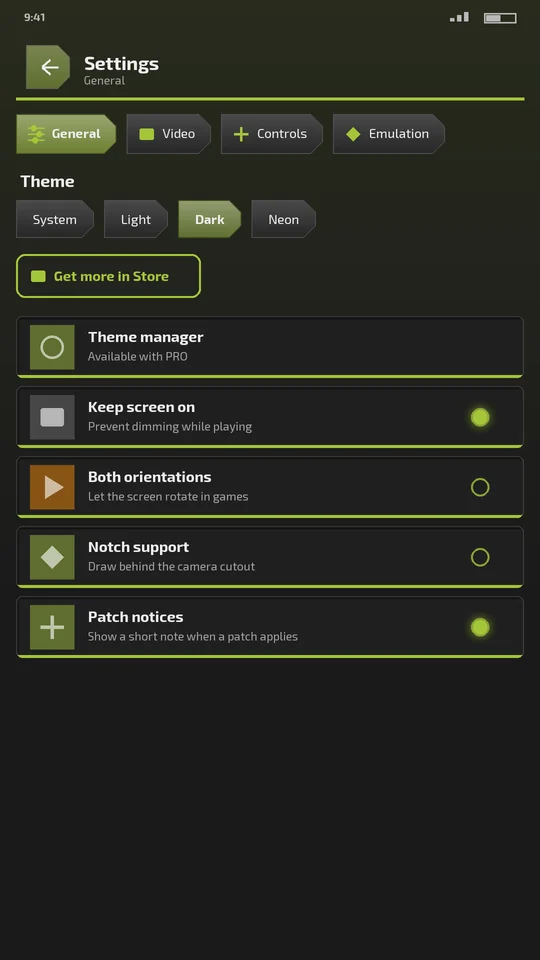 9:41
Settings
General
General
Video
Controls
Emulation
Theme
System
Light
Dark
Neon
Get more in Store
Theme manager
Available with PRO
Keep screen on
Prevent dimming while playing
Both orientations
Let the screen rotate in games
Notch support
Draw behind the camera cutout
Patch notices
Show a short note when a patch applies